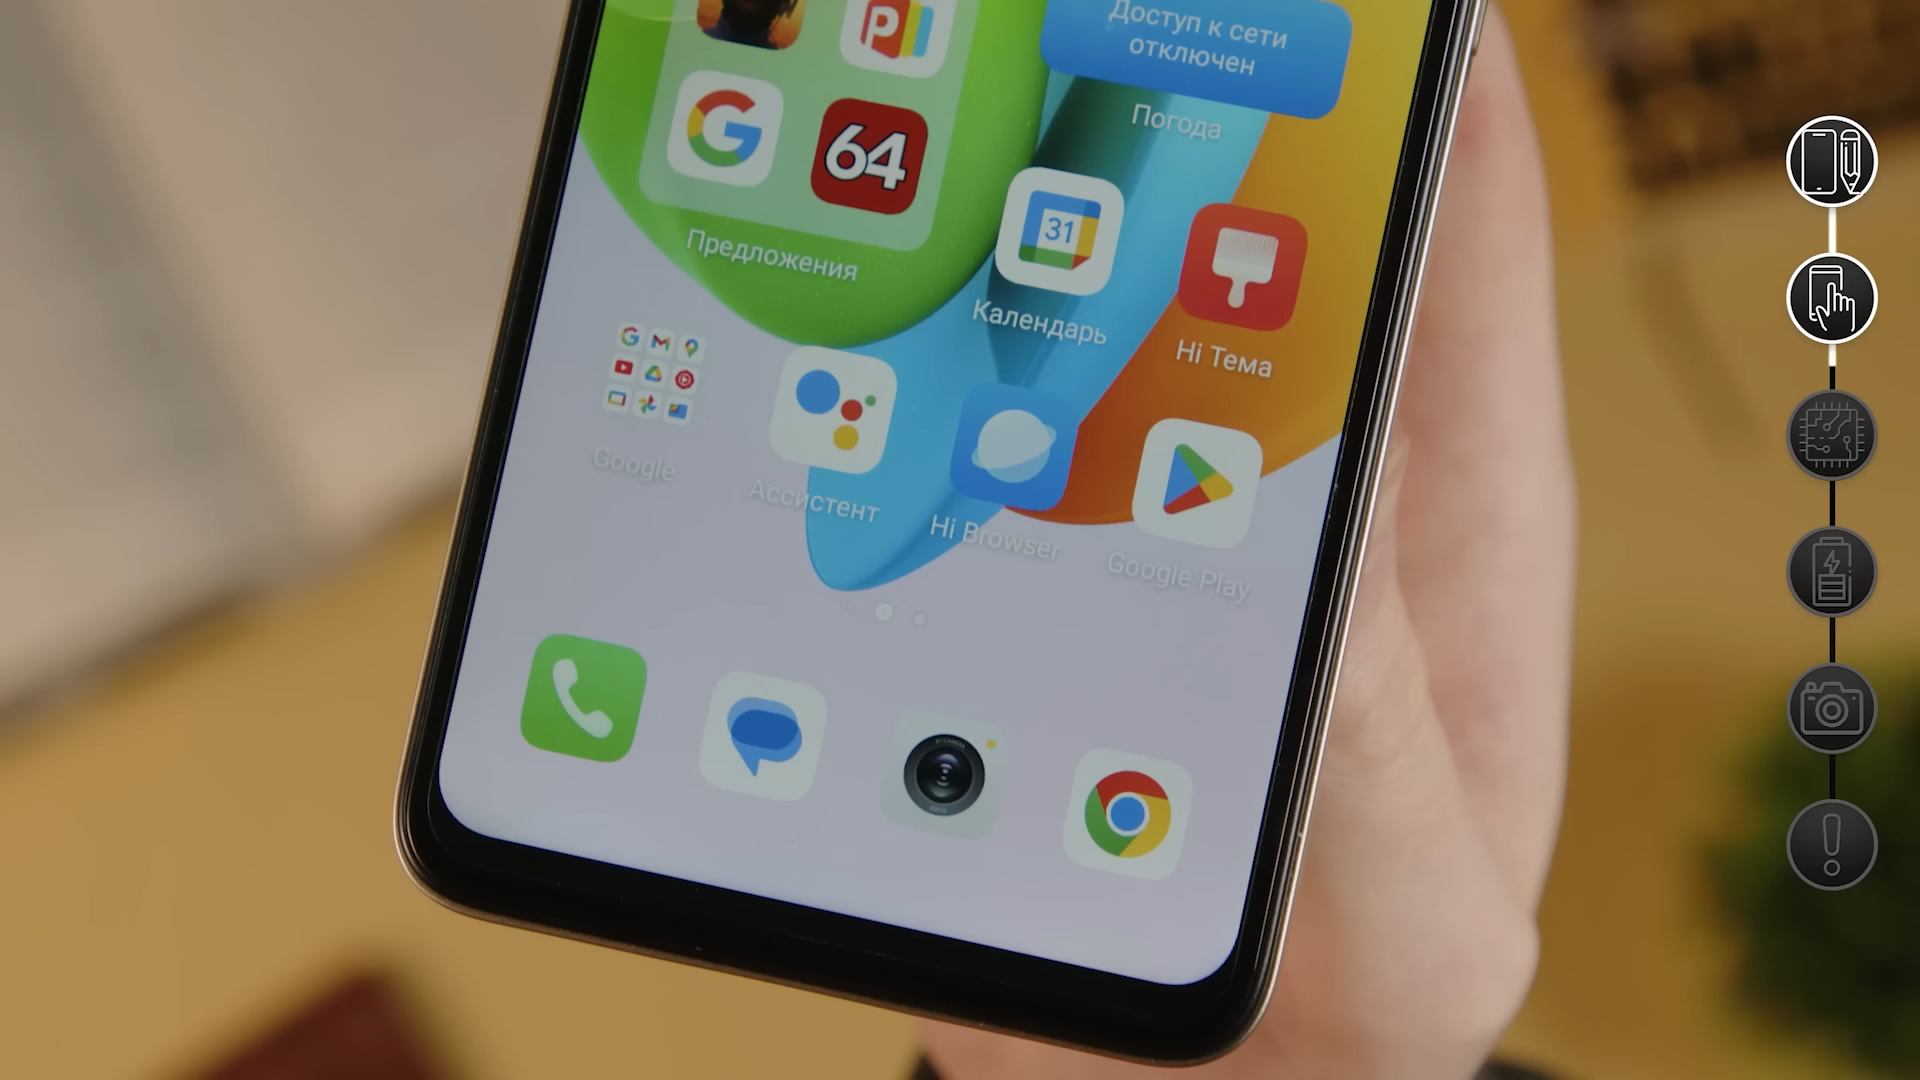 Доступ к сети
отключен
P
Погода
G
64
31
Предложения
Календарь
Hi Тема
Google
Ассистент
Hi Browser
Google Play